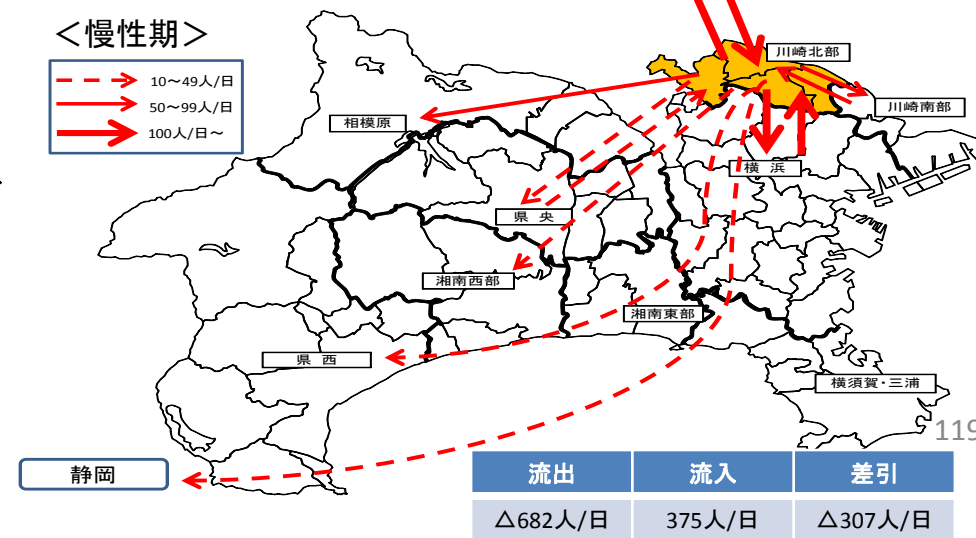 ＜慢性期＞
10～49人/日
50～99人/日
100人/日～
川崎北部
川崎南部
相模原
横浜
県央
湘南西部
湘南東部
県西
横須賀・三浦
119
静岡
流出 流入 差引
△682人/日 375人/日 △307人/日